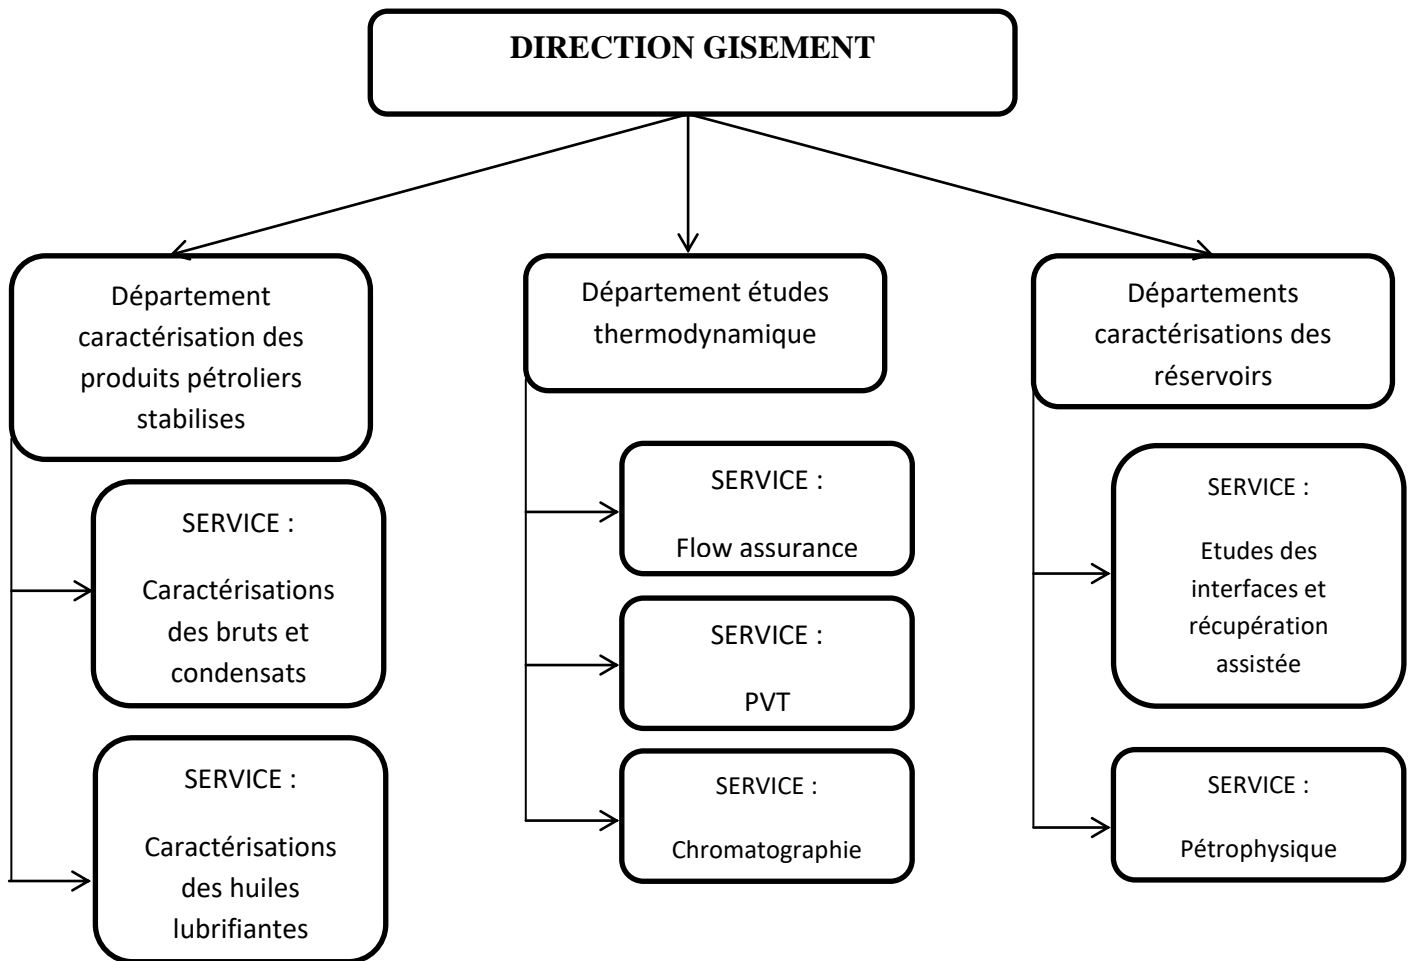 DIRECTION GISEMENT
Département
caractérisation des
produits pétroliers
stabilises
SERVICE :
Caractérisations
des bruts et
condensats
SERVICE :
Caractérisations
des huiles
lubrifiantes
Département études
thermodynamique
SERVICE :
Flow assurance
SERVICE :
PVT
SERVICE :
Chromatographie
Départements
caractérisations des
réservoirs
SERVICE :
Etudes des
interfaces et
récupération
assistée
SERVICE :
Pétrophysique